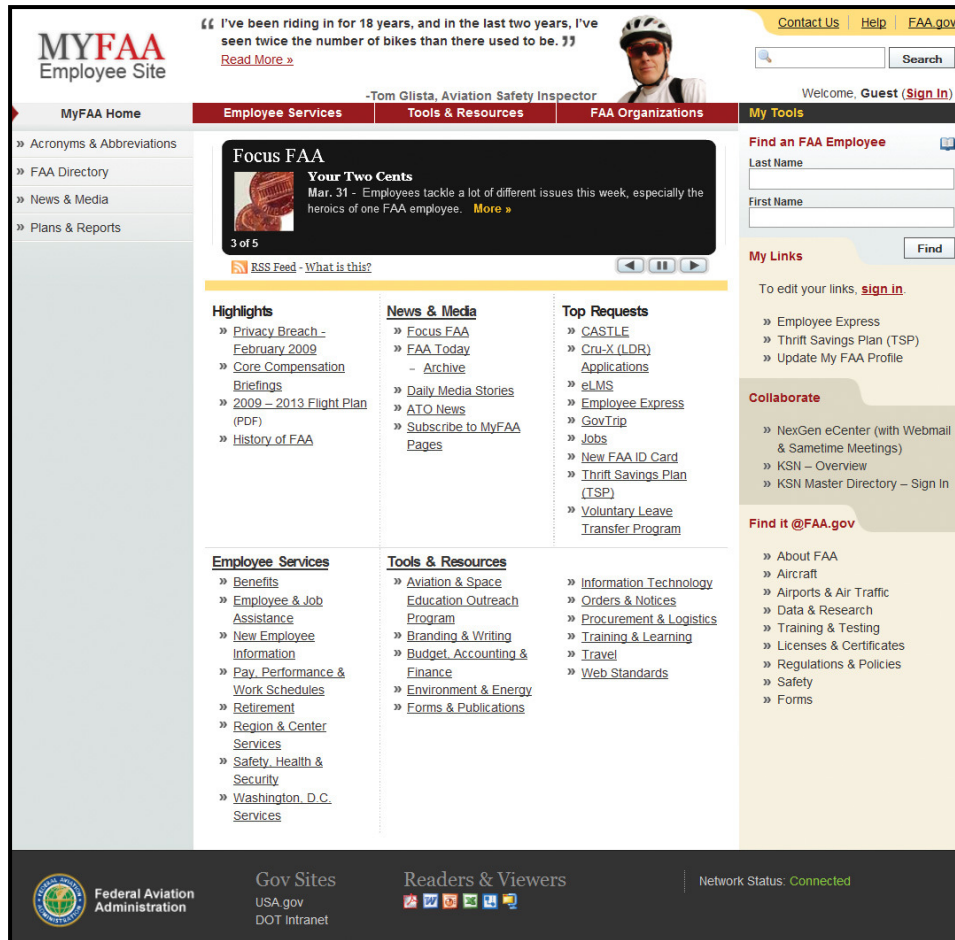 MYFAA
Employee Site
“ I've been riding in for 18 years, and in the last two years, I've
seen twice the number of bikes than there used to be. ”
Read More »
-Tom Glista, Aviation Safety Inspector
Contact Us | Help | FAA.gov
Search
Welcome, Guest (Sign In)
MyFAA Home
Employee Services
Tools & Resources
FAA Organizations
My Tools
» Acronyms & Abbreviations
» FAA Directory
» News & Media
» Plans & Reports
Focus FAA
Your Two Cents
Mar. 31 - Employees tackle a lot of different issues this week, especially the
heroics of one FAA employee. More »
3 of 5
RSS Feed - What is this?
Highlights
» Privacy Breach -
February 2009
» Core Compensation
Briefings
» 2009 – 2013 Flight Plan
(PDF)
» History of FAA
News & Media
» Focus FAA
» FAA Today
– Archive
» Daily Media Stories
» ATO News
» Subscribe to MyFAA
Pages
Top Requests
» CASTLE
» Cru-X (LDR)
Applications
» eLMS
» Employee Express
» GovTrip
» Jobs
» New FAA ID Card
» Thrift Savings Plan
(TSP)
» Voluntary Leave
Transfer Program
Employee Services
» Benefits
» Employee & Job
Assistance
» New Employee
Information
» Pay, Performance &
Work Schedules
» Retirement
» Region & Center
Services
» Safety, Health &
Security
» Washington, D.C.
Services
Tools & Resources
» Aviation & Space
Education Outreach
Program
» Branding & Writing
» Budget, Accounting &
Finance
» Environment & Energy
» Forms & Publications
» Information Technology
» Orders & Notices
» Procurement & Logistics
» Training & Learning
» Travel
» Web Standards
Find an FAA Employee
Last Name
First Name
Find
My Links
To edit your links, sign in.
» Employee Express
» Thrift Savings Plan (TSP)
» Update My FAA Profile
Collaborate
» NexGen eCenter (with Webmail
& Sametime Meetings)
» KSN – Overview
» KSN Master Directory – Sign In
Find it @FAA.gov
» About FAA
» Aircraft
» Airports & Air Traffic
» Data & Research
» Training & Testing
» Licenses & Certificates
» Regulations & Policies
» Safety
» Forms
Federal Aviation
Administration
Gov Sites
USA.gov
DOT Intranet
Readers & Viewers
Network Status: Connected